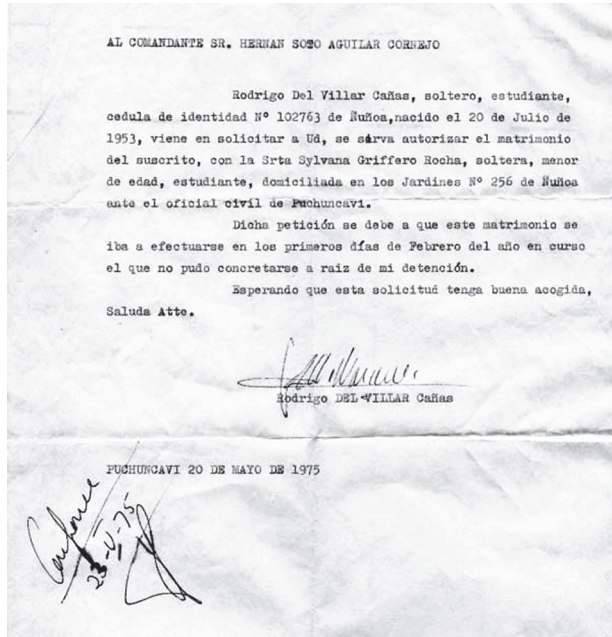 AL COMANDANTE SR. HERNAN SOTO AGUILAR CORNEJO
Rodrigo Del Villar Cañas, soltero, estudiante,
cedula de identidad Nº 102763 de Ñuñoa,nacido el 20 de Julio de
1953, viene en solicitar a Ud, se sirva autorizar el matrimonio
del suscrito, con la Srta Sylvana Griffero Rocha, soltera, menor
de edad, estudiante, domiciliada en los Jardines Nº 256 de Ñuñoa
ante el oficial civil de Puchuncavi.
Dicha petición se debe a que este matrimonio se
iba a efectuarse en los primeros días de Febrero del año en curso
el que no pudo concretarse a raiz de mi detención.
Esperando que esta solicitud tenga buena acogida,
Saluda Atte.
Rodrigo DEL VILLAR Cañas
PUCHUNCAVI 20 DE MAYO DE 1975
Conforme
23-V-75